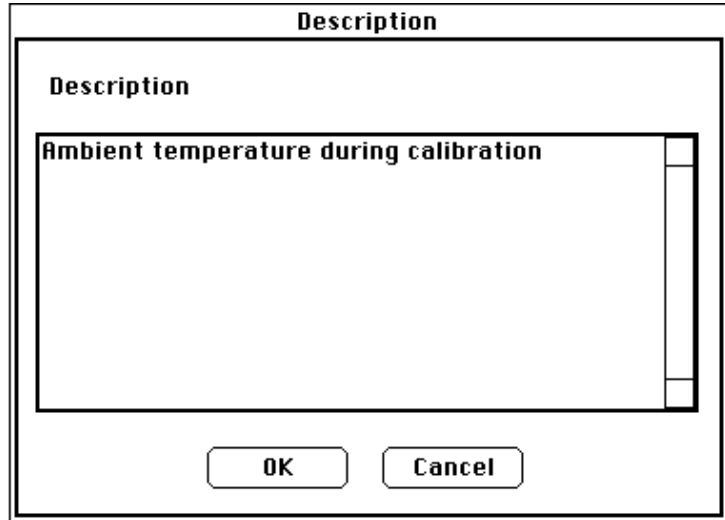 Description
Description
Ambient temperature during calibration
OK
Cancel